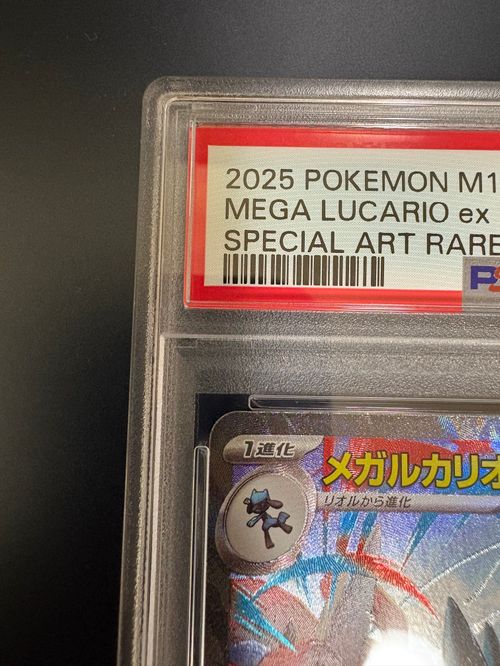 2025 POKEMON M1
MEGA LUCARIO ex
SPECIAL ART RARE
1進化
メガルカリオ
リオルから進化